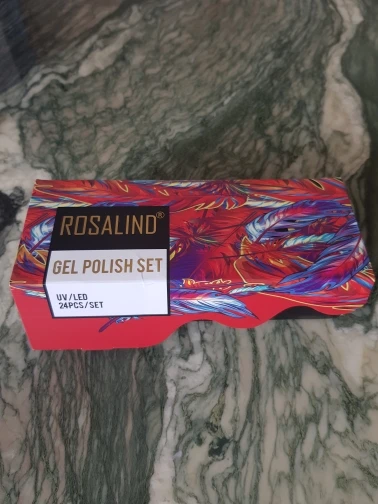 ROSALIND®
GEL POLISH SET
UV/LED
24PCS/SET